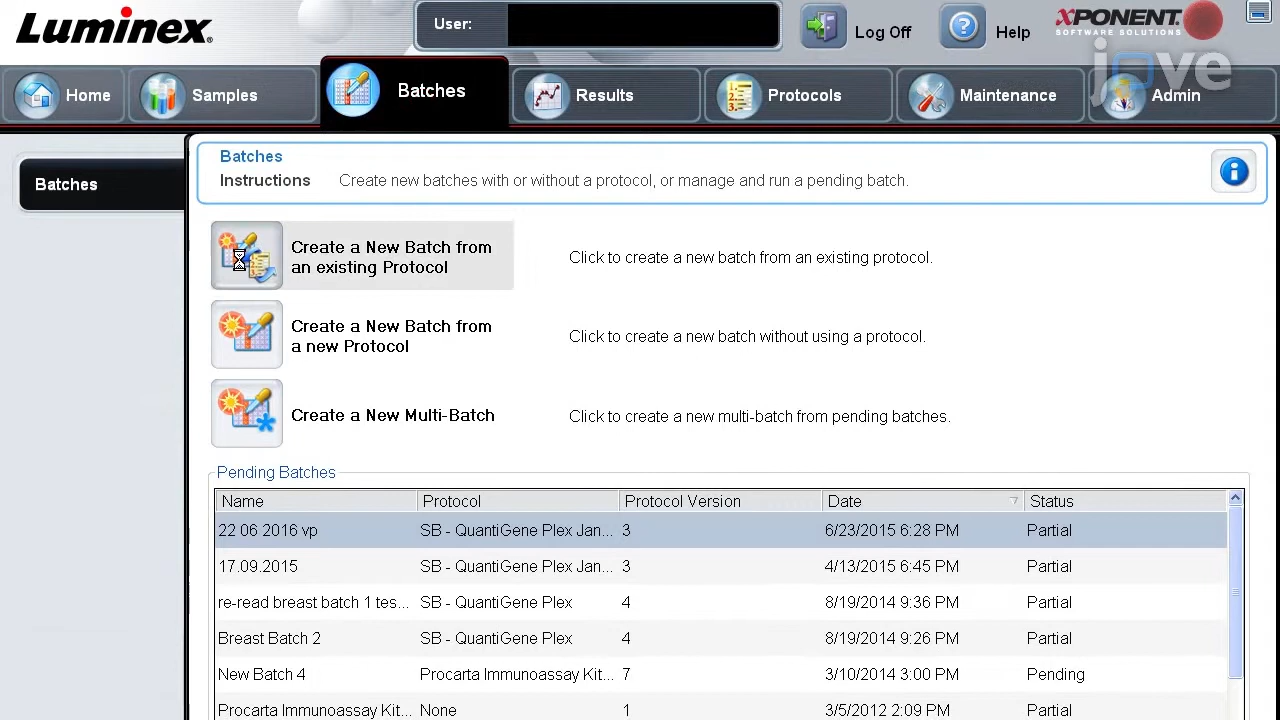 Luminex®
User:
Log Off
Help
XPONENT.
SOFTWARE SOLUTIONS
jove
Home
Samples
Batches
Results
Protocols
Maintenance
Admin
Batches
Batches
Instructions Create new batches with or without a protocol, or manage and run a pending batch.
Create a New Batch from
an existing Protocol
Click to create a new batch from an existing protocol.
Create a New Batch from
a new Protocol
Click to create a new batch without using a protocol.
Create a New Multi-Batch
Click to create a new multi-batch from pending batches.
Pending Batches
Name Protocol Protocol Version Date Status
22 06 2016 vp SB - QuantiGene Plex Jan... 3 6/23/2015 6:28 PM Partial
17.09.2015 SB - QuantiGene Plex Jan... 3 4/13/2015 6:45 PM Partial
re-read breast batch 1 tes... SB - QuantiGene Plex 4 8/19/2014 9:36 PM Partial
Breast Batch 2 SB - QuantiGene Plex 4 8/19/2014 9:26 PM Partial
New Batch 4 Procarta Immunoassay Kit... 7 3/10/2014 3:00 PM Pending
Procarta Immunoassay Kit... None 1 3/5/2012 2:09 PM Partial